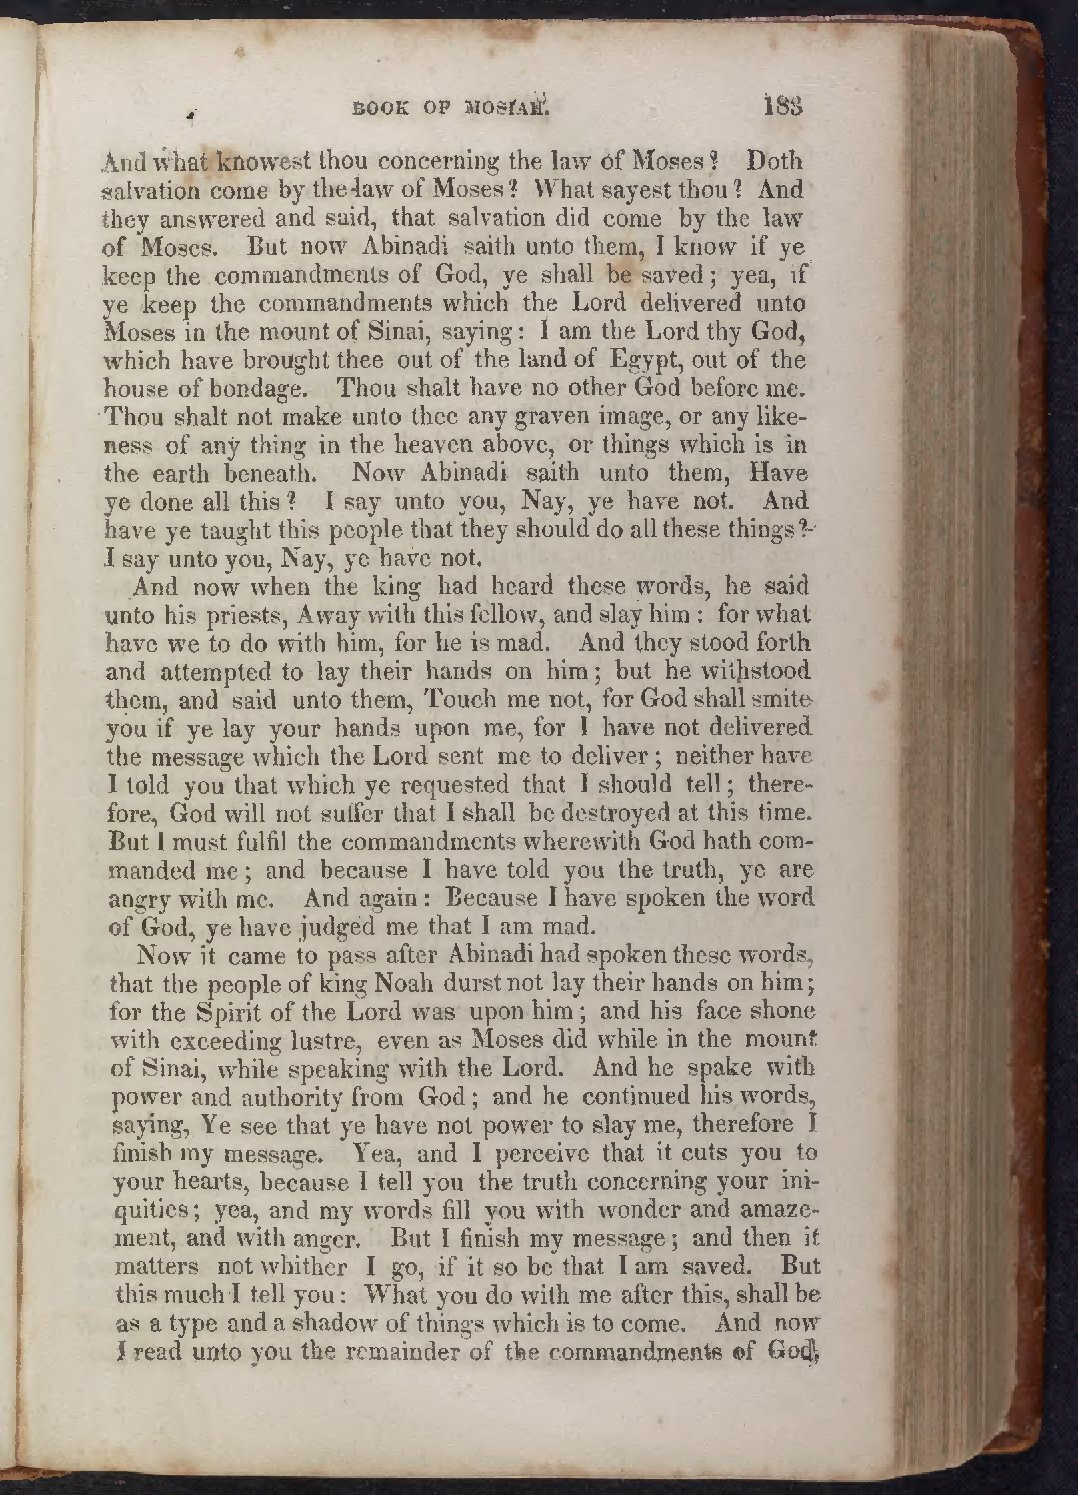 BOOK OF MOSIAH. 183
And what knowest thou concerning the law of Moses? Doth
salvation come by the law of Moses? What sayest thou? And
they answered and said, that salvation did come by the law
of Moses. But now Abinadi saith unto them, I know if ye
keep the commandments of God, ye shall be saved; yea, if
ye keep the commandments which the Lord delivered unto
Moses in the mount of Sinai, saying: I am the Lord thy God,
which have brought thee out of the land of Egypt, out of the
house of bondage. Thou shalt have no other God before me.
Thou shalt not make unto thee any graven image, or any like-
ness of any thing in the heaven above, or things which is in
the earth beneath. Now Abinadi saith unto them, Have
ye done all this? I say unto you, Nay, ye have not. And
have ye taught this people that they should do all these things?
I say unto you, Nay, ye have not.
And now when the king had heard these words, he said
unto his priests, Away with this fellow, and slay him: for what
have we to do with him, for he is mad. And they stood forth
and attempted to lay their hands on him; but he withstood
them, and said unto them, Touch me not, for God shall smite
you if ye lay your hands upon me, for I have not delivered
the message which the Lord sent me to deliver; neither have
I told you that which ye requested that I should tell; there-
fore, God will not suffer that I shall be destroyed at this time.
But I must fulfil the commandments wherewith God hath com-
manded me; and because I have told you the truth, ye are
angry with me. And again: Because I have spoken the word
of God, ye have judged me that I am mad.
Now it came to pass after Abinadi had spoken these words,
that the people of king Noah durst not lay their hands on him;
for the Spirit of the Lord was upon him; and his face shone
with exceeding lustre, even as Moses did while in the mount
of Sinai, while speaking with the Lord. And he spake with
power and authority from God; and he continued his words,
saying, Ye see that ye have not power to slay me, therefore I
finish my message. Yea, and I perceive that it cuts you to
your hearts, because I tell you the truth concerning your ini-
quities; yea, and my words fill you with wonder and amaze-
ment, and with anger. But I finish my message; and then it
matters not whither I go, if it so be that I am saved. But
this much I tell you: What you do with me after this, shall be
as a type and a shadow of things which is to come. And now
I read unto you the remainder of the commandments of God,